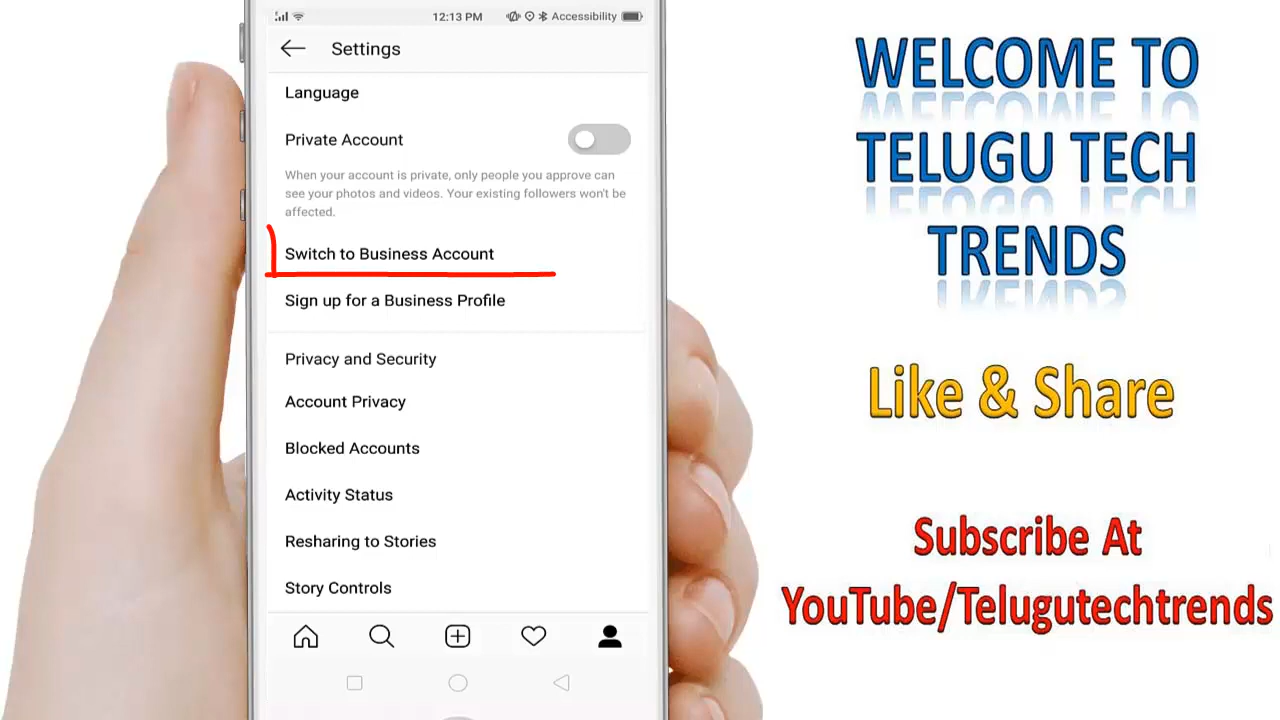 12:13 PM
Accessibility
Settings
Language
Private Account
When your account is private, only people you approve can
see your photos and videos. Your existing followers won't be
affected.
Switch to Business Account
Sign up for a Business Profile
Privacy and Security
Account Privacy
Blocked Accounts
Activity Status
Resharing to Stories
Story Controls
WELCOME TO
TELUGU TECH
TRENDS
Like & Share
Subscribe At
YouTube/Telugutechtrends